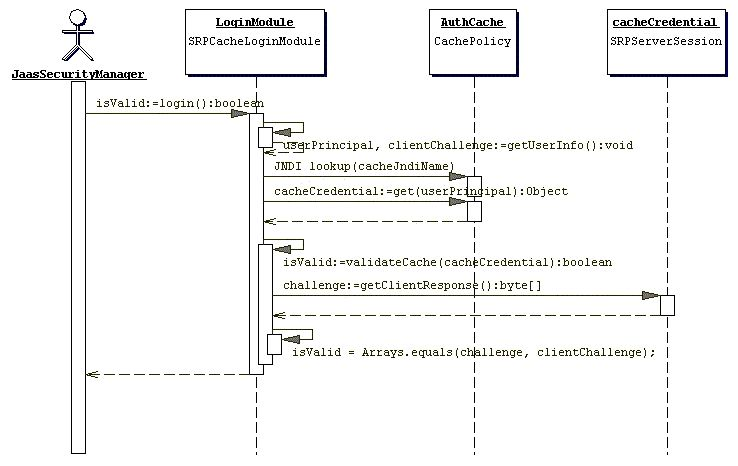 LoginModule
SRPCacheLoginModule
AuthCache
CachePolicy
cacheCredential
SRPServerSession
JaasSecurityManager
isValid:=login():boolean
userPrincipal, clientChallenge:=getUserInfo():void
JNDI lookup(cacheJndiName)
cacheCredential:=get(userPrincipal):Object
isValid:=validateCache(cacheCredential):boolean
challenge:=getClientResponse():byte[]
isValid = Arrays.equals(challenge, clientChallenge);